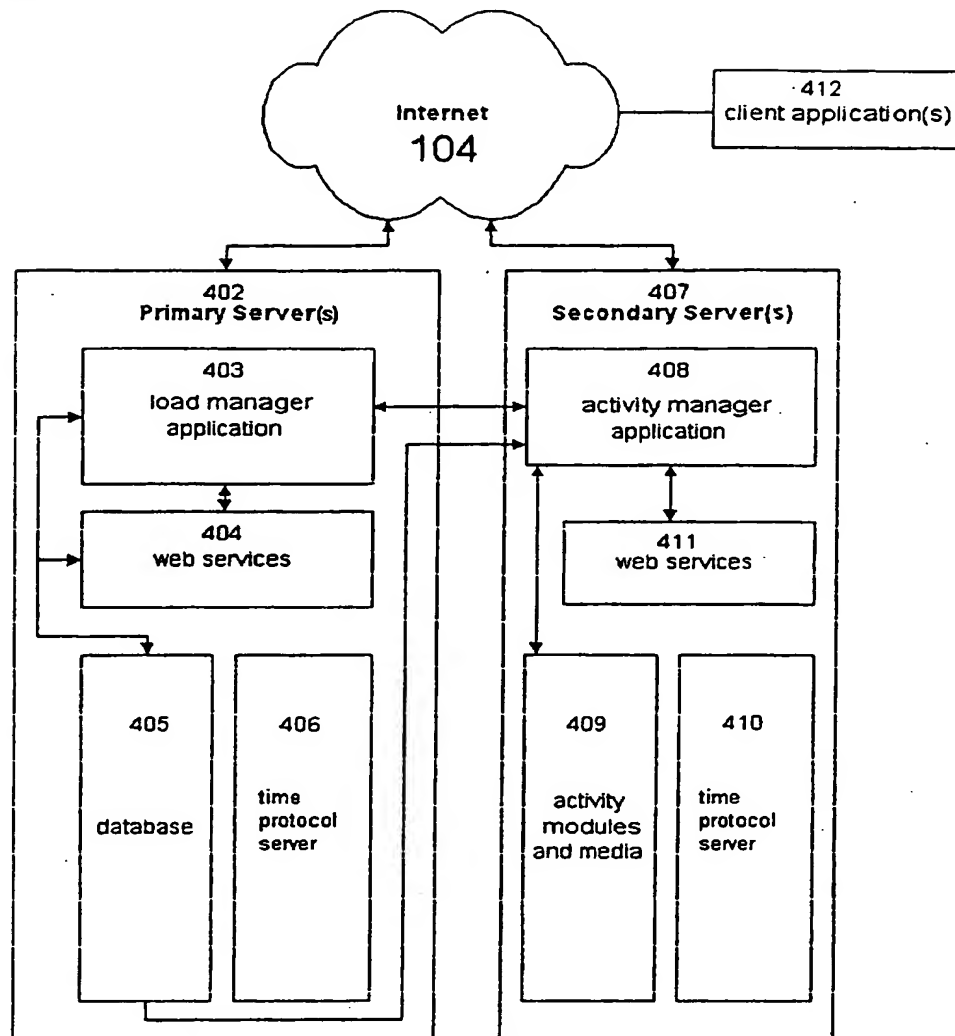 Internet
104
412
client application(s)
402
Primary Server(s)
403
load manager
application
404
web services
405
database
406
time
protocol
server
407
Secondary Server(s)
408
activity manager
application
411
web services
409
activity
modules
and media
410
time
protocol
server